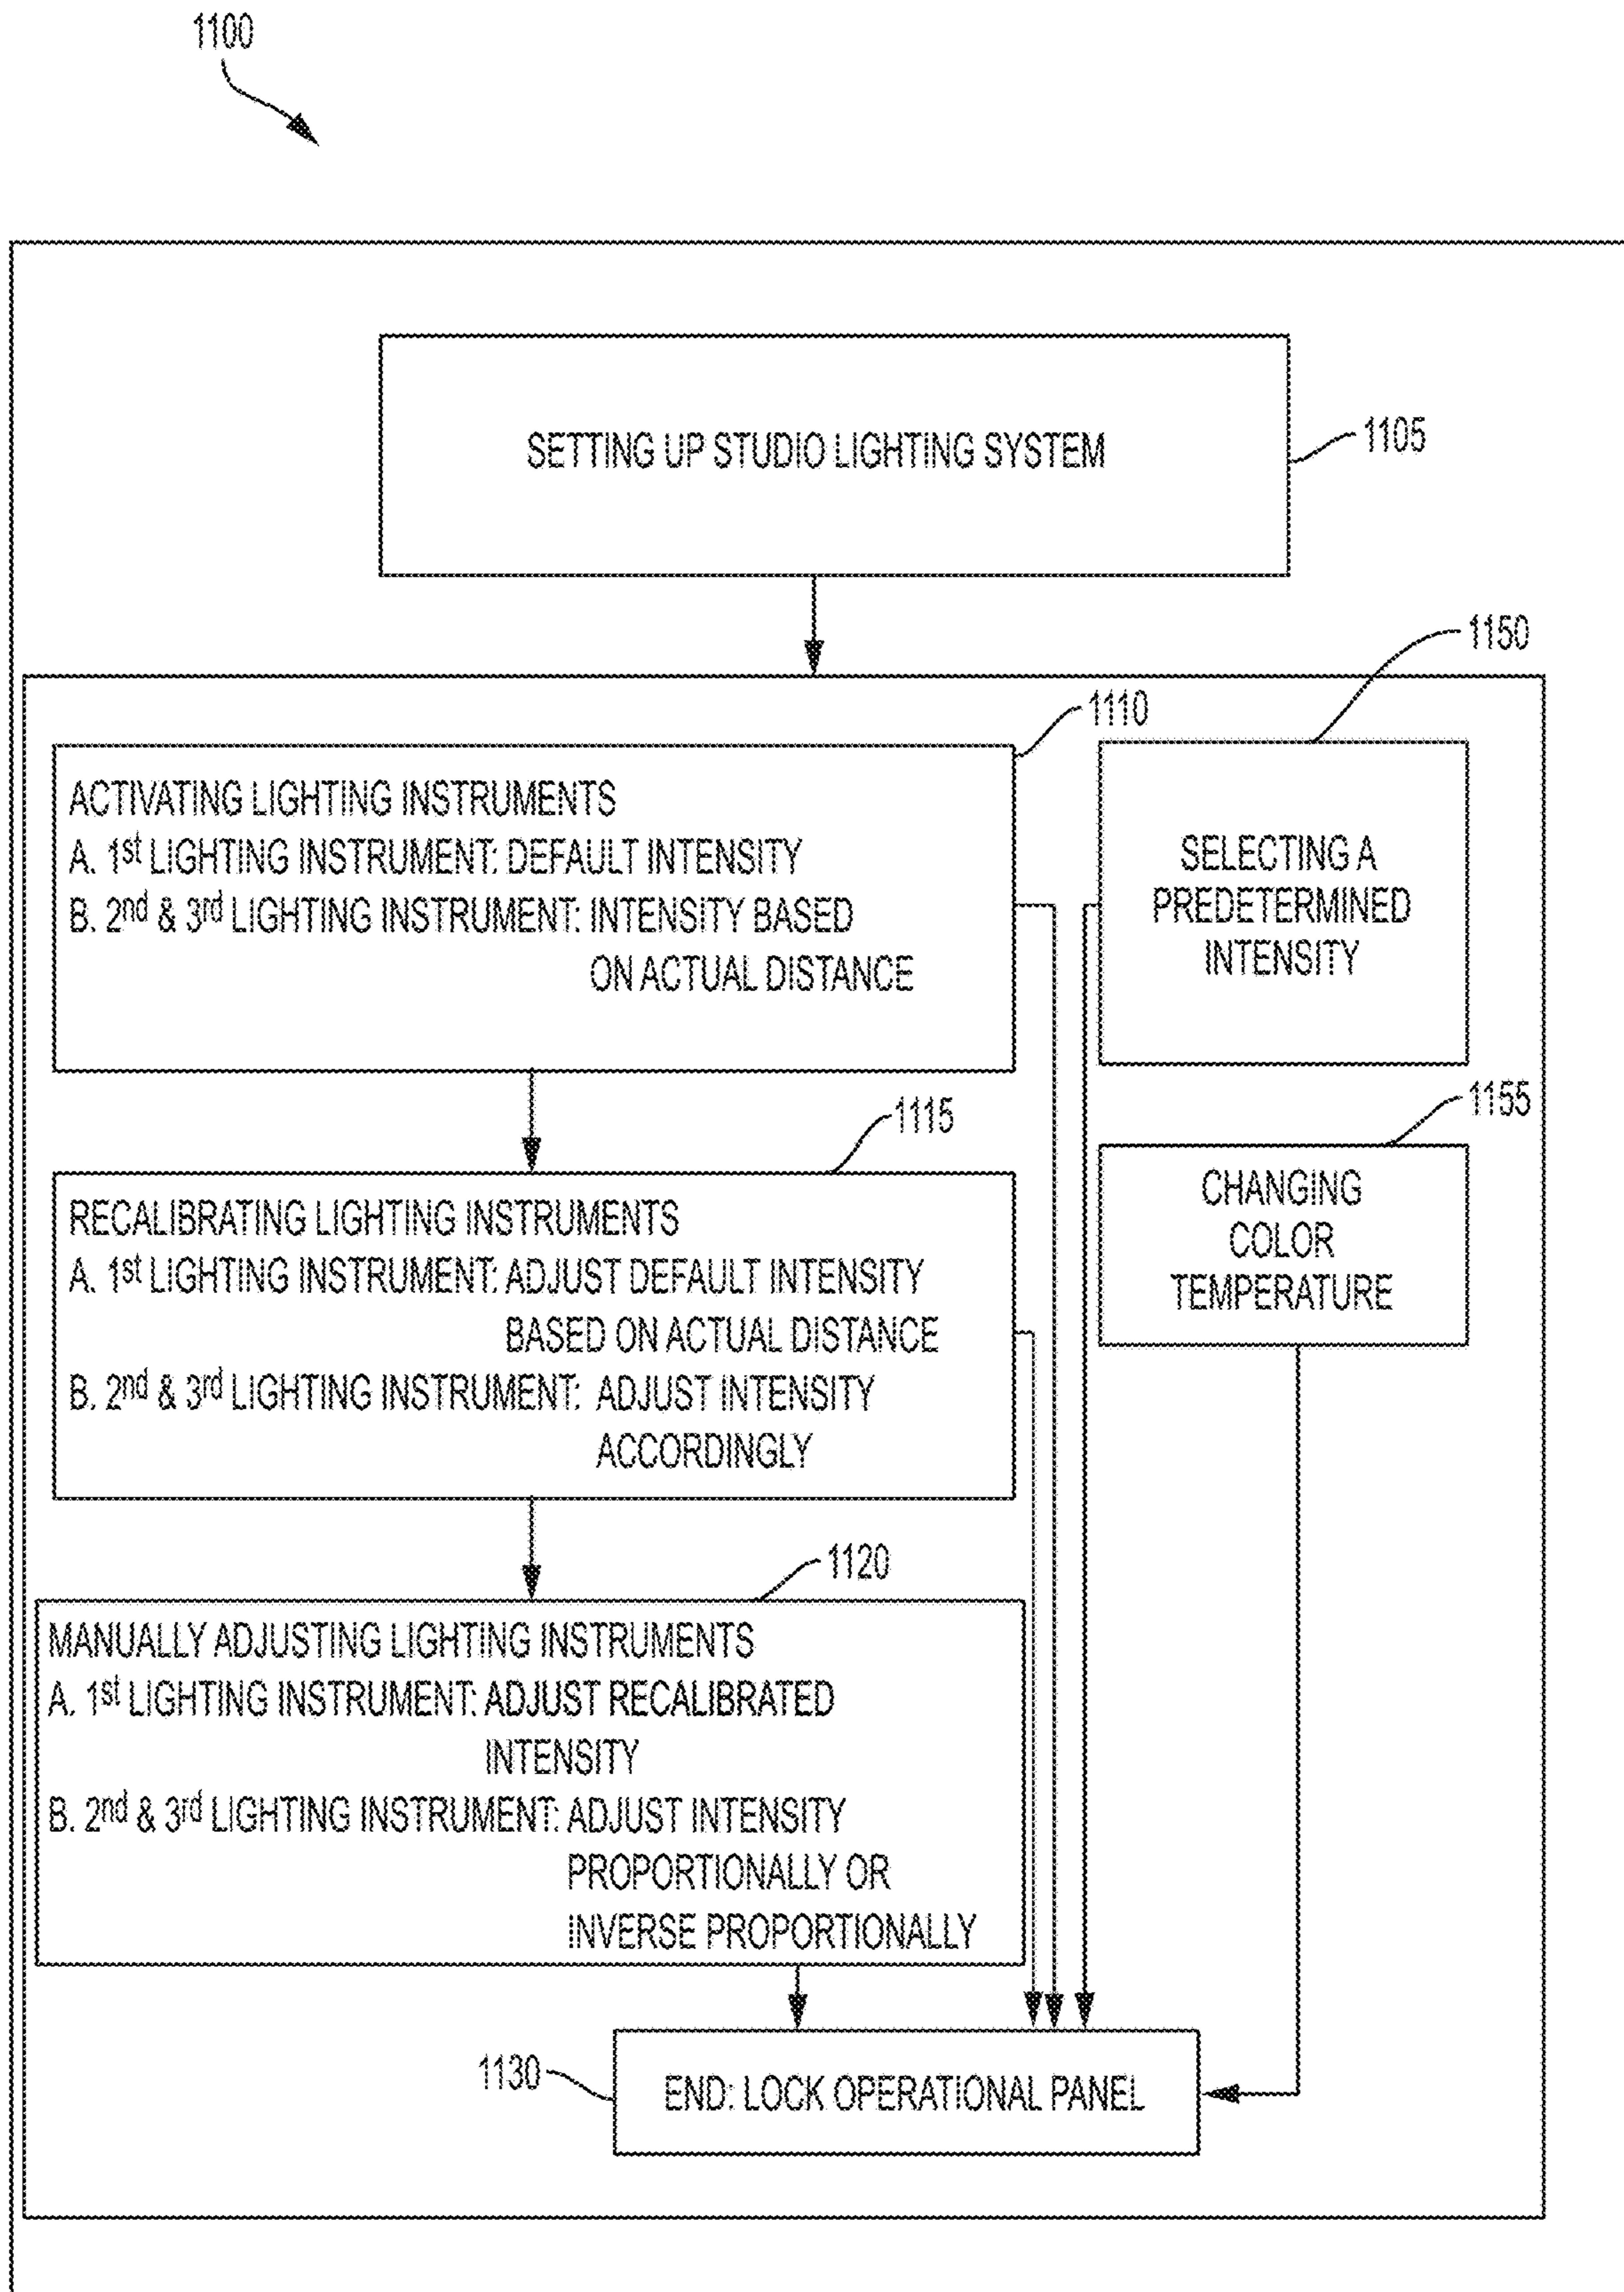 1100
SETTING UP STUDIO LIGHTING SYSTEM
1105
1150
1110
ACTIVATING LIGHTING INSTRUMENTS
A. 1st LIGHTING INSTRUMENT: DEFAULT INTENSITY
B. 2nd & 3rd LIGHTING INSTRUMENT: INTENSITY BASED
ON ACTUAL DISTANCE
SELECTING A
PREDETERMINED
INTENSITY
1115
1155
RECALIBRATING LIGHTING INSTRUMENTS
A. 1st LIGHTING INSTRUMENT: ADJUST DEFAULT INTENSITY
BASED ON ACTUAL DISTANCE
B. 2nd & 3rd LIGHTING INSTRUMENT: ADJUST INTENSITY
ACCORDINGLY
CHANGING
COLOR
TEMPERATURE
1120
MANUALLY ADJUSTING LIGHTING INSTRUMENTS
A. 1st LIGHTING INSTRUMENT: ADJUST RECALIBRATED
INTENSITY
B. 2nd & 3rd LIGHTING INSTRUMENT: ADJUST INTENSITY
PROPORTIONALLY OR
INVERSE PROPORTIONALLY
1130
END: LOCK OPERATIONAL PANEL